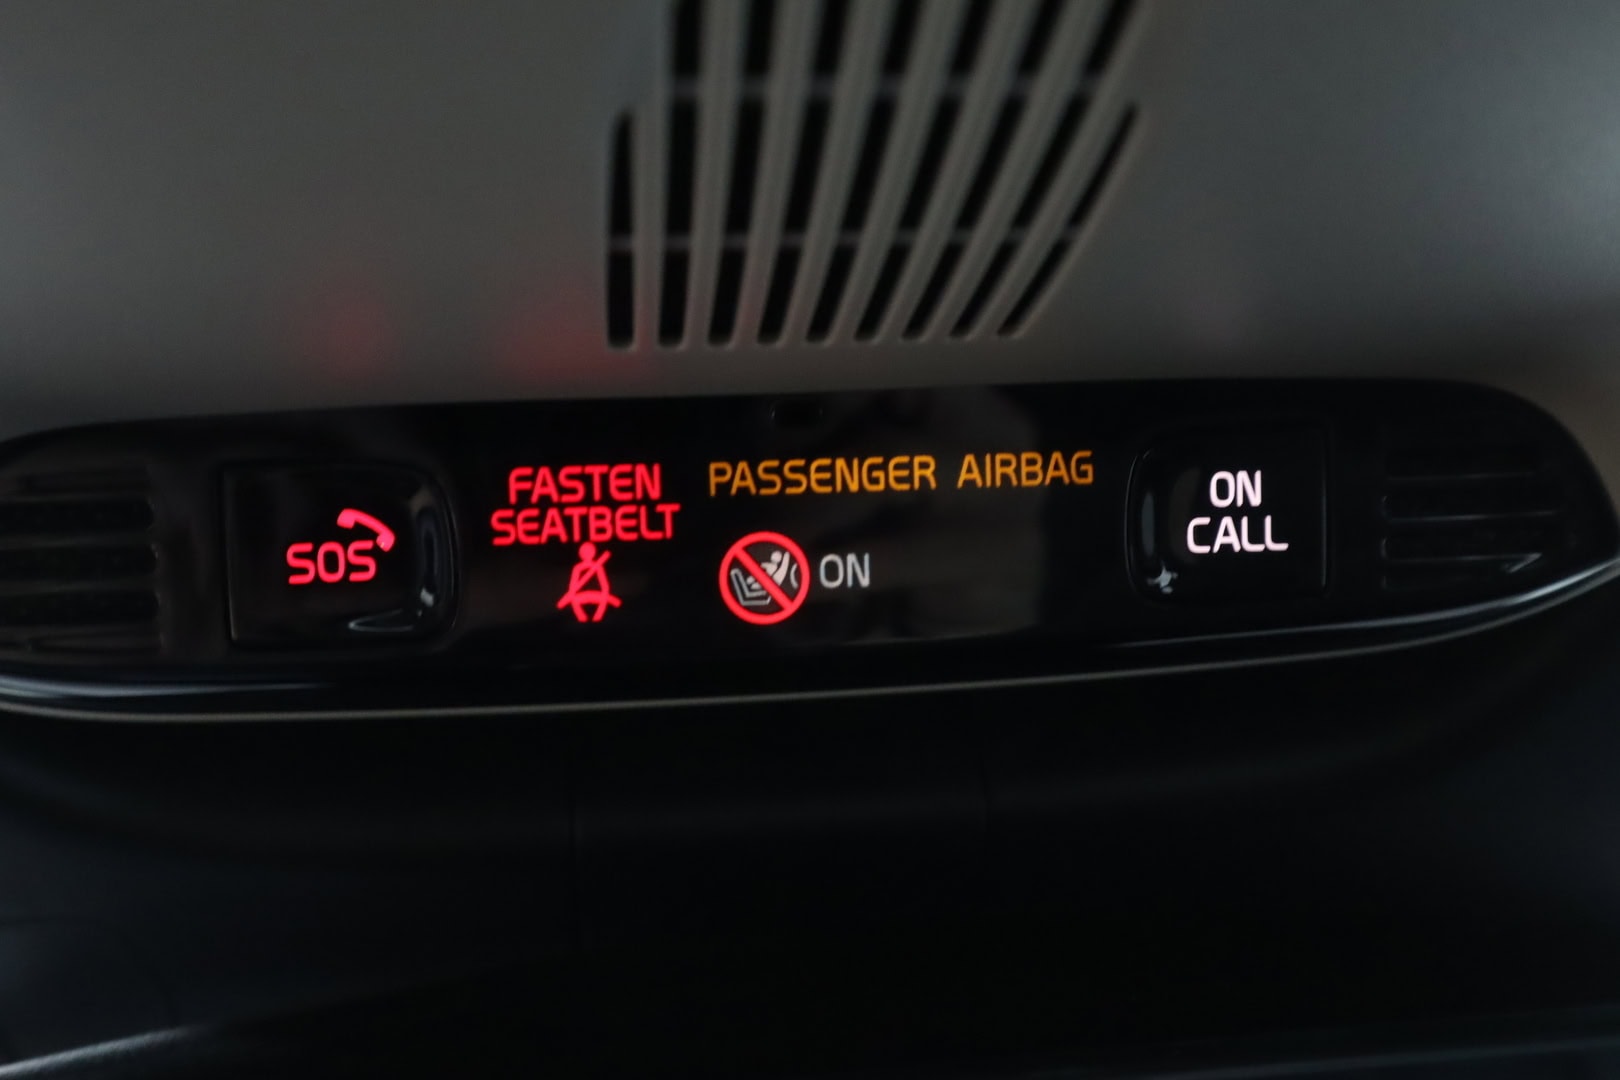 SOS
FASTEN
SEATBELT
PASSENGER AIRBAG
ON
ON
CALL